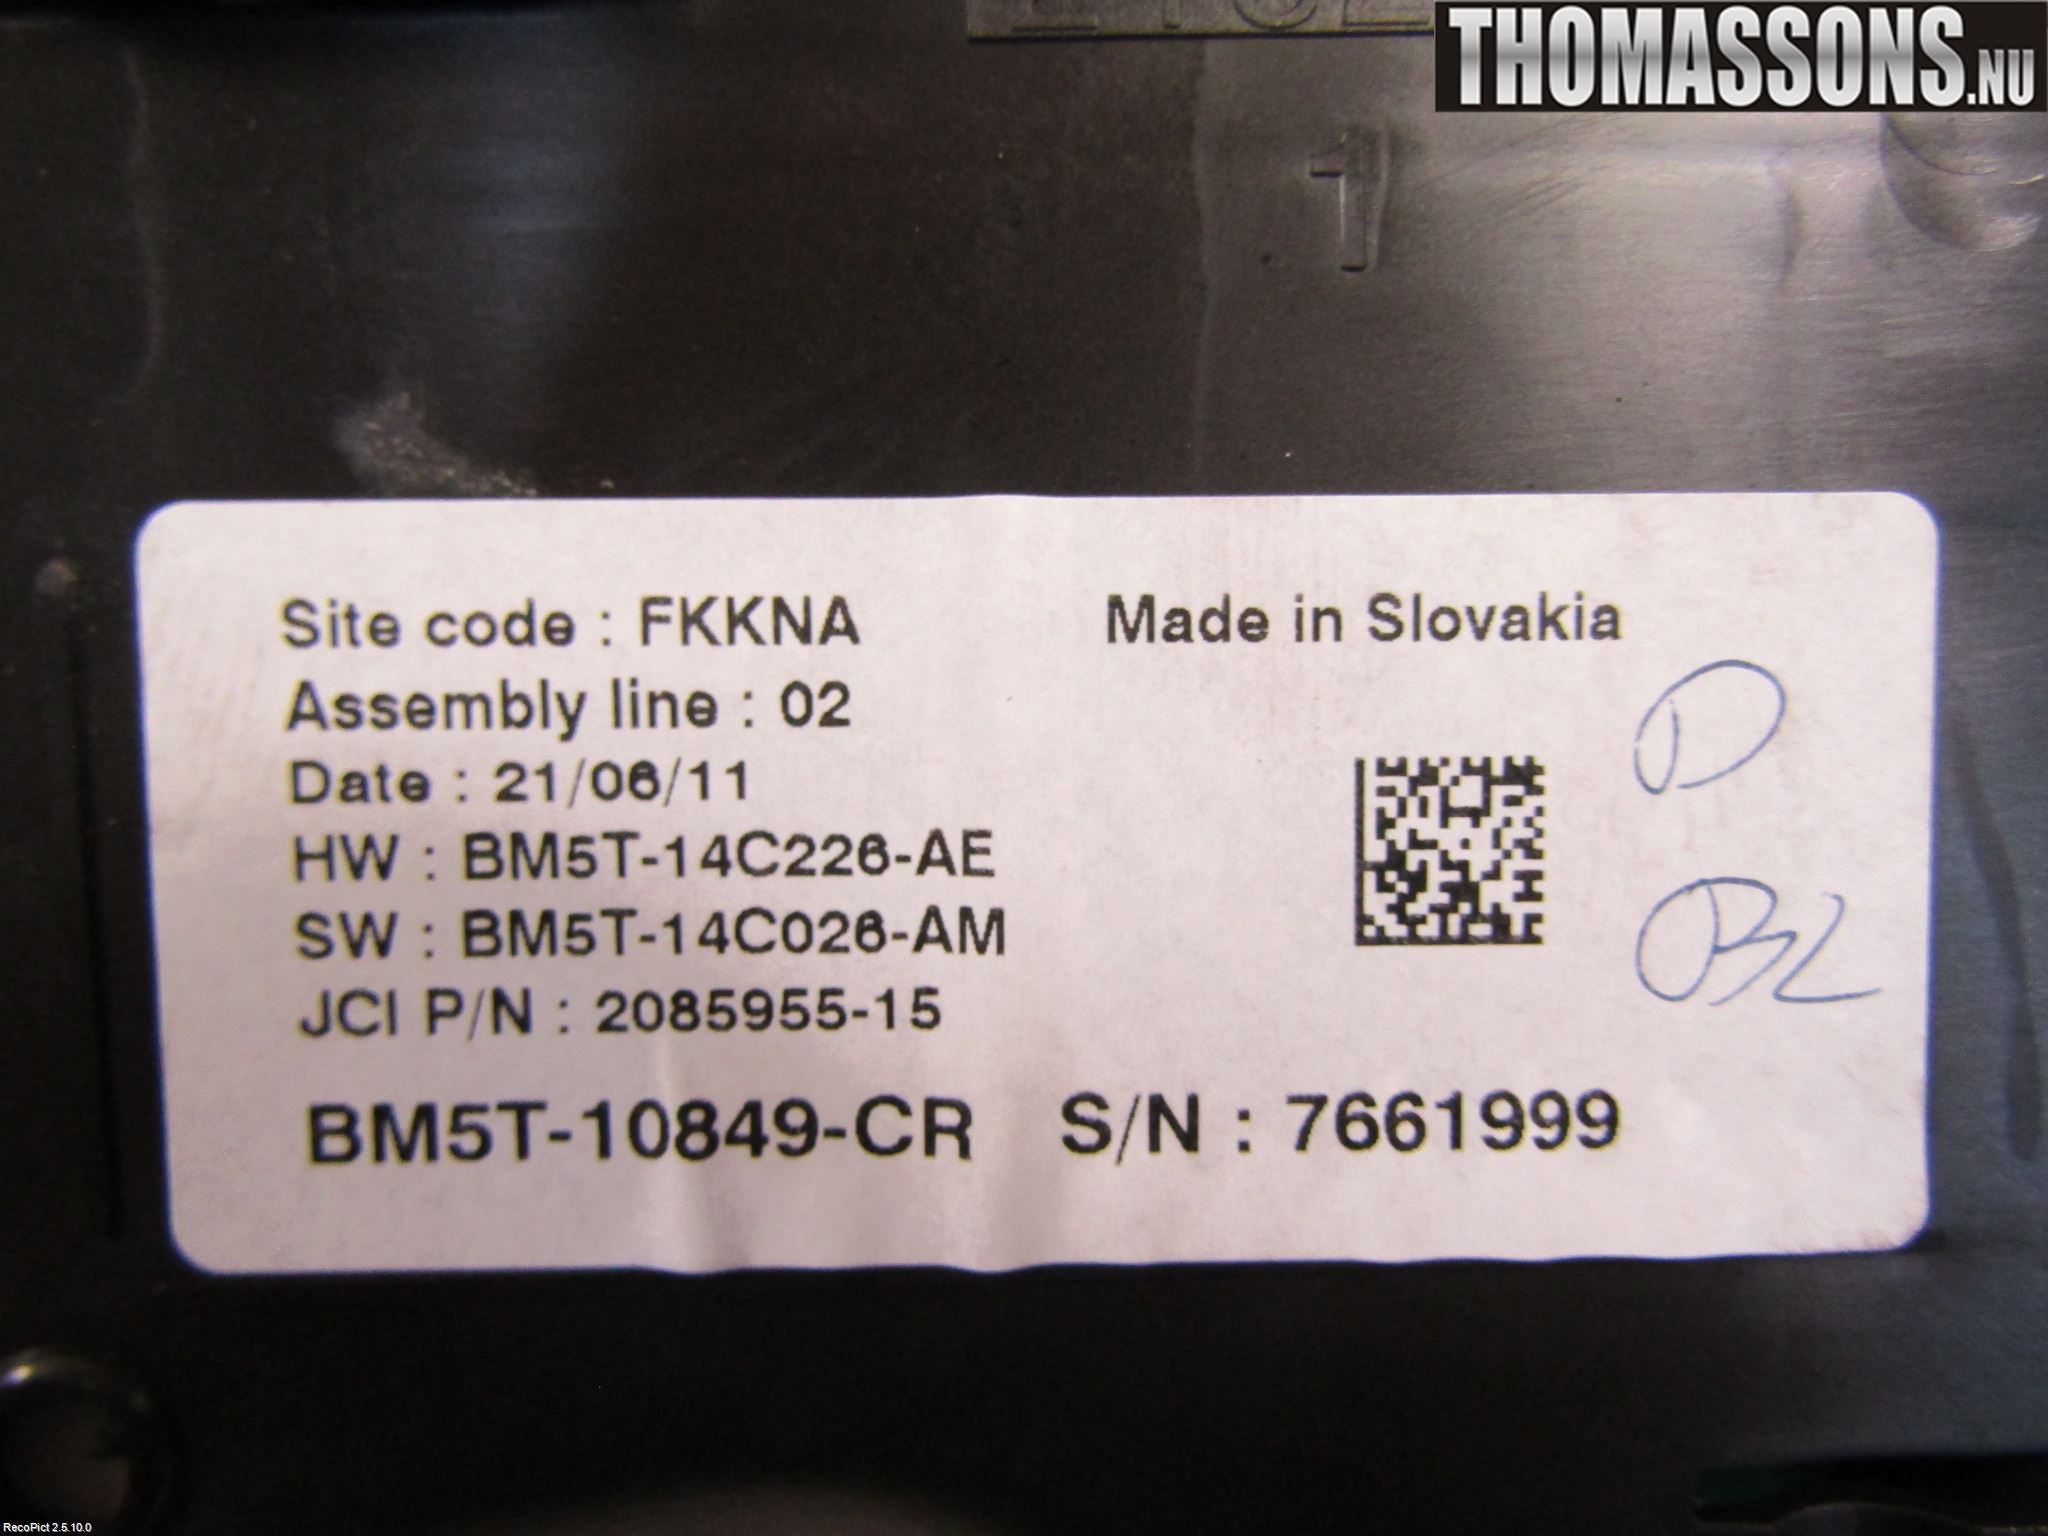 THOMASSONS.NU
1
Site code : FKKNA
Made in Slovakia
Assembly line : 02
Date : 21/06/11
HW : BM5T-14C226-AE
SW : BM5T-14C026-AM
JCI P/N : 2085955-15
BM5T-10849-CR S/N : 7661999
RecoPict 2.5.10.0